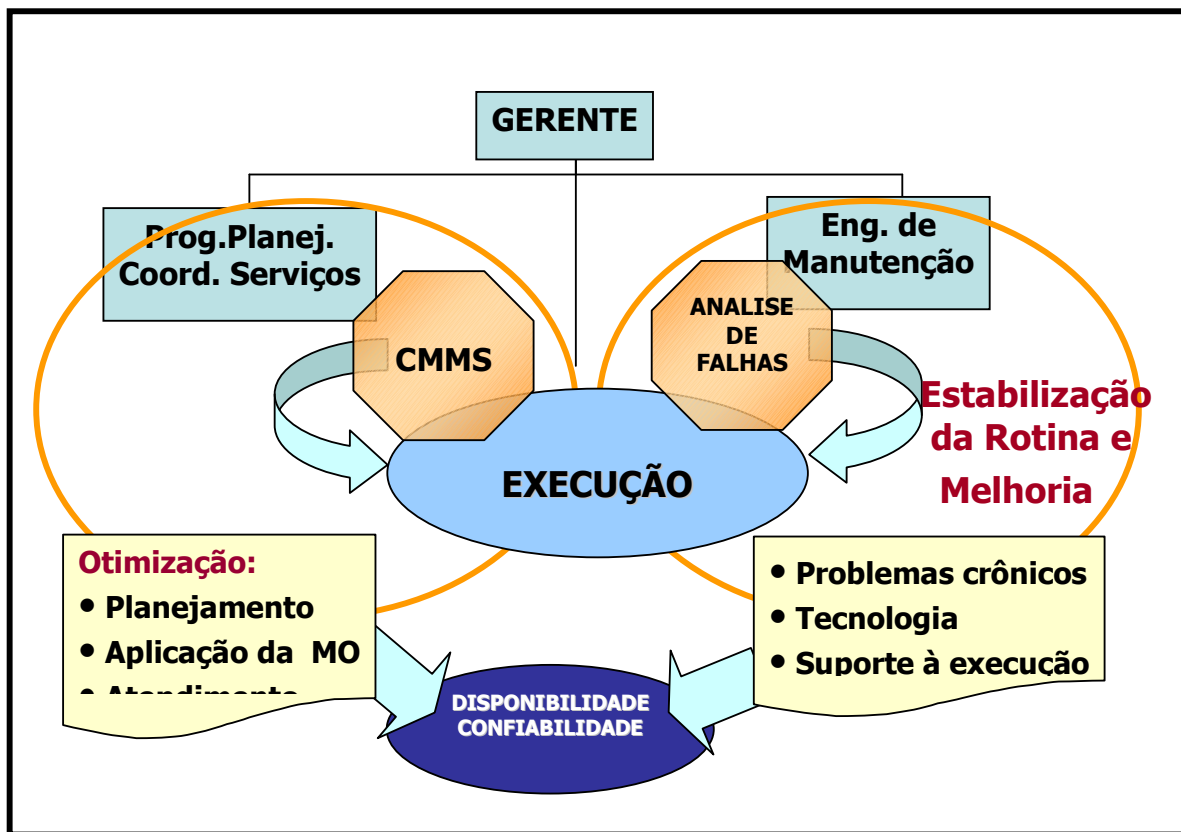 GERENTE
Prog.Planej.
Coord. Serviços
Eng. de
Manutenção
CMMS
ANALISE
DE
FALHAS
Estabilização
da Rotina e
Melhoria
EXECUÇÃO
Otimização:
• Planejamento
• Aplicação da MO
• Atendimento
• Problemas crônicos
• Tecnologia
• Suporte à execução
DISPONIBILIDADE
CONFIABILIDADE